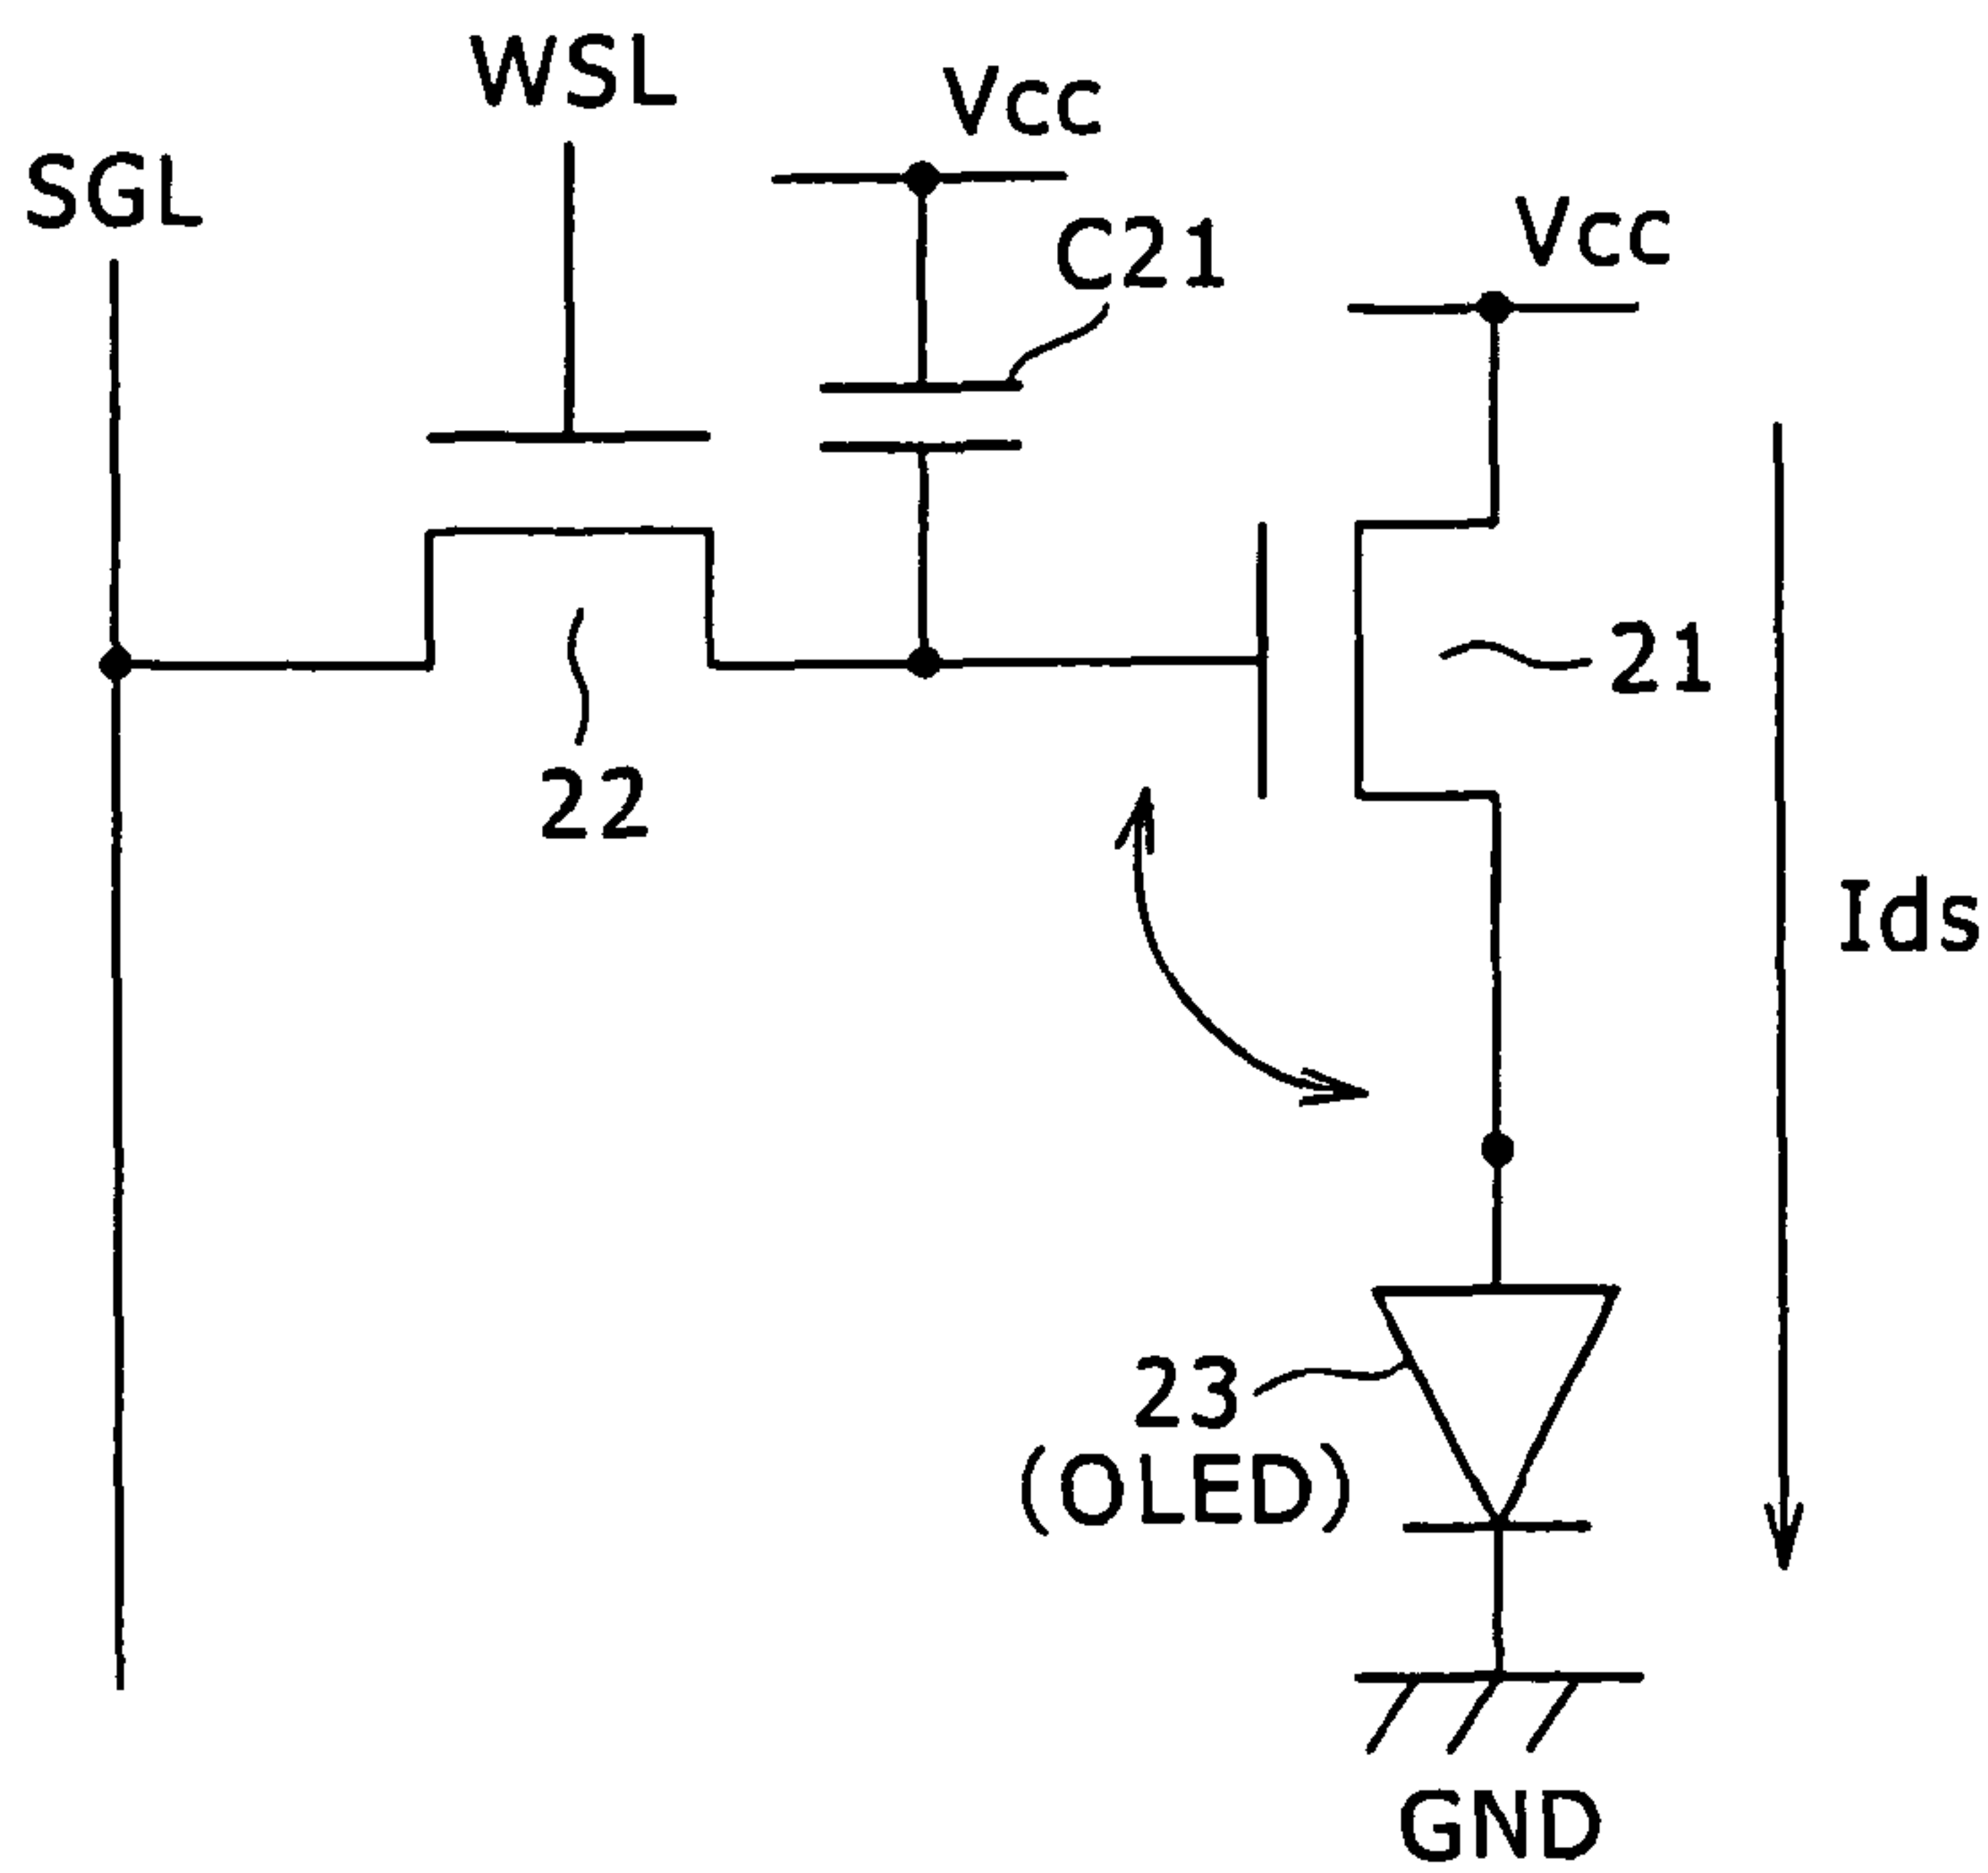 WSL
Vcc
SGL
C21
Vcc
21
22
Ids
23
(OLED)
GND